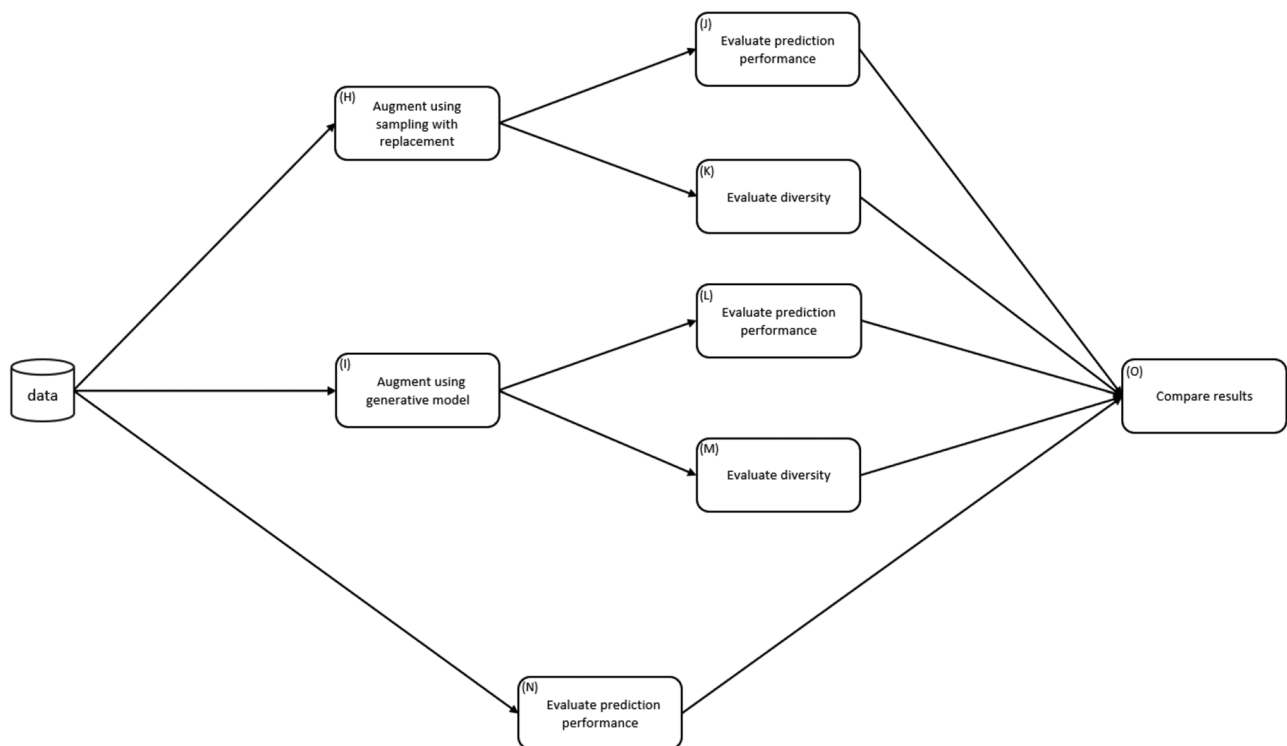 (J)
Evaluate prediction
performance
(H)
Augment using
sampling with
replacement
(K)
Evaluate diversity
(L)
Evaluate prediction
performance
data
(I)
Augment using
generative model
(O)
Compare results
(M)
Evaluate diversity
(N)
Evaluate prediction
performance